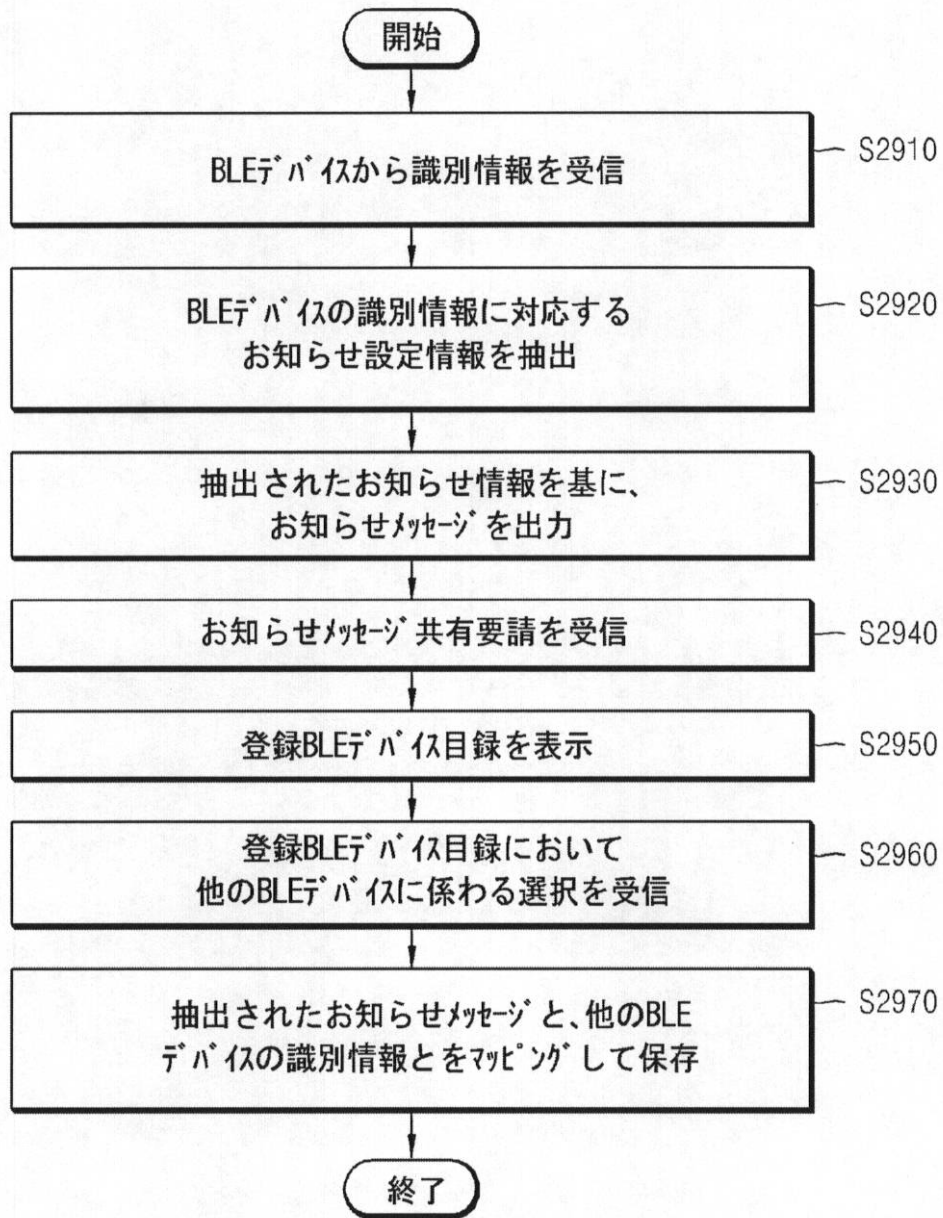 開始
BLEﾃﾞﾊﾞｲｽから識別情報を受信
S2910
BLEﾃﾞﾊﾞｲｽの識別情報に対応する
お知らせ設定情報を抽出
S2920
抽出されたお知らせ情報を基に、
お知らせﾒｯｾｰｼﾞを出力
S2930
お知らせﾒｯｾｰｼﾞ共有要請を受信
S2940
登録BLEﾃﾞﾊﾞｲｽ目録を表示
S2950
登録BLEﾃﾞﾊﾞｲｽ目録において
他のBLEﾃﾞﾊﾞｲｽに係わる選択を受信
S2960
抽出されたお知らせﾒｯｾｰｼﾞと、他のBLE
ﾃﾞﾊﾞｲｽの識別情報とをﾏｯﾋﾟﾝｸﾞして保存
S2970
終了